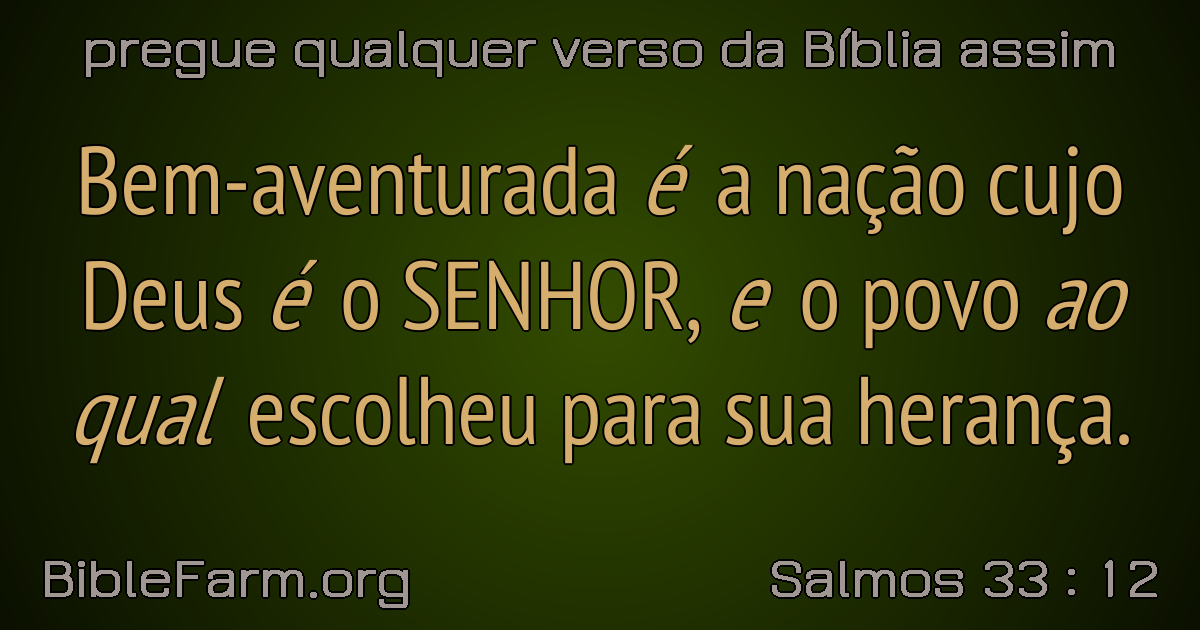 pregue qualquer verso da Bíblia assim
Bem-aventurada é a nação cujo
Deus é o SENHOR, e o povo ao
qual escolheu para sua herança.
BibleFarm.org
Salmos 33 : 12